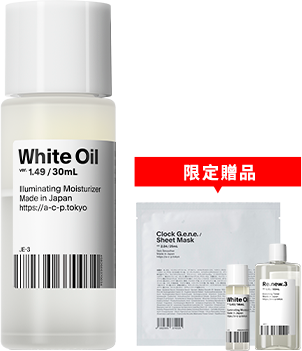 White Oil
ver. 1.49 / 30mL
Illuminating Moisturizer
Made in Japan
https://a-c-p.tokyo
JE-3
限定贈品
Clock G.e.n.e./
Sheet Mask
White Oil
Re.new.3